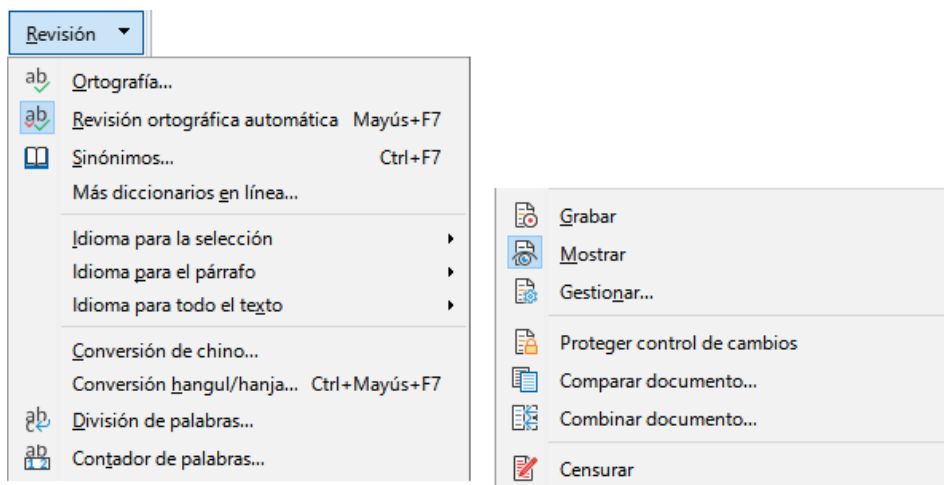 Revisión
Ortografía...
Revisión ortográfica automática Mayús+F7
Sinónimos... Ctrl+F7
Más diccionarios en línea...
Idioma para la selección
Idioma para el párrafo
Idioma para todo el texto
Conversión de chino...
Conversión hangul/hanja... Ctrl+Mayús+F7
División de palabras...
Contador de palabras...
Grabar
Mostrar
Gestionar...
Proteger control de cambios
Comparar documento...
Combinar documento...
Censurar